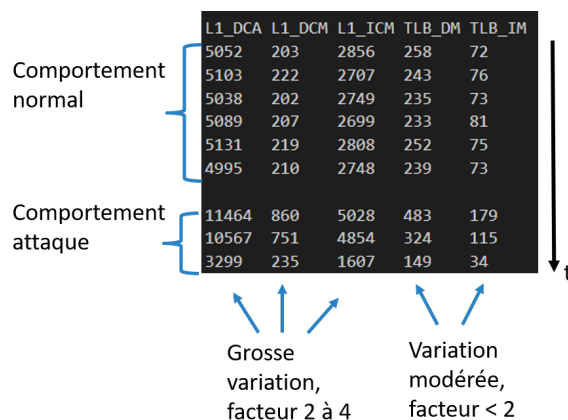 L1_DCA L1_DCM L1_ICM TLB_DM TLB_IM
5052 203 2856 258 72
5103 222 2707 243 76
5038 202 2749 235 73
5089 207 2699 233 81
5131 219 2808 252 75
4995 210 2748 239 73
Comportement
normal
11464 860 5028 483 179
10567 751 4854 324 115
3299 235 1607 149 34
Comportement
attaque
t
Grosse
variation,
facteur 2 à 4
Variation
modérée,
facteur < 2